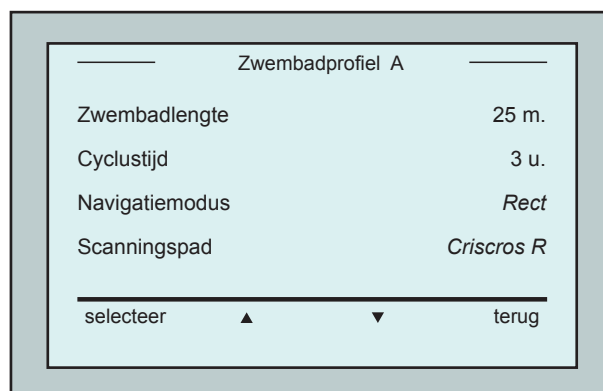 Zwembadprofiel A
Zwembadlengte 25 m.
Cyclustijd 3 u.
Navigatiemodus Rect
Scanningspad Criscros R
selecteer ▲ ▼ terug